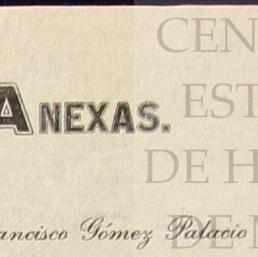 CEN
ANEXAS.
EST
DE H
ancisco Gómez Palacio
DE M